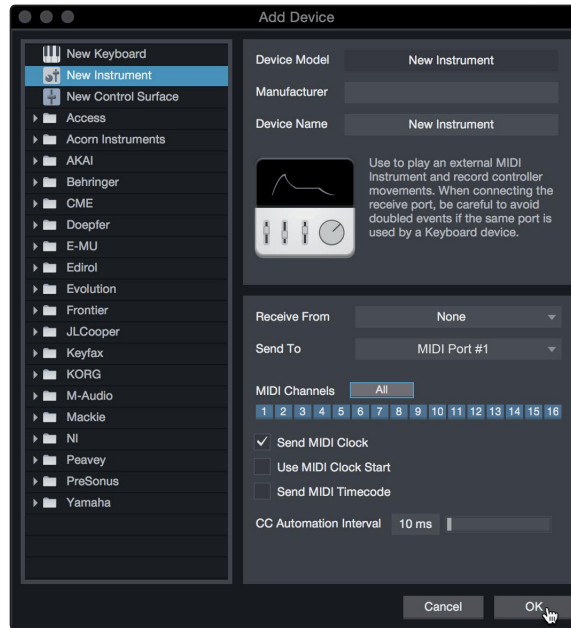 Add Device
New Keyboard
New Instrument
New Control Surface
Access
Acorn Instruments
AKAI
Behringer
CME
Doepfer
E-MU
Edirol
Evolution
Frontier
JLCooper
Keyfax
KORG
M-Audio
Mackie
NI
Peavey
PreSonus
Yamaha
Device Model New Instrument
Manufacturer
Device Name New Instrument
Use to play an external MIDI
Instrument and record controller
movements. When connecting the
receive port, be careful to avoid
doubled events if the same port is
used by a Keyboard device.
Receive From None
Send To MIDI Port #1
MIDI Channels All
1 2 3 4 5 6 7 8 9 10 11 12 13 14 15 16
Send MIDI Clock
Use MIDI Clock Start
Send MIDI Timecode
CC Automation Interval 10 ms
Cancel OK